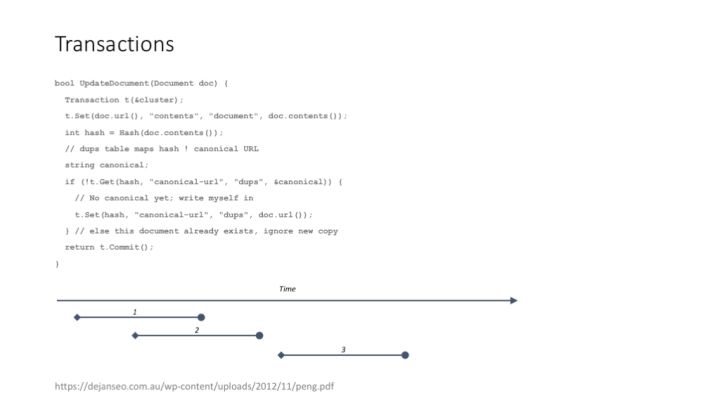 Transactions
bool UpdateDocument(Document doc) {
Transaction t(&cluster);
t.Set(doc.url(), "contents", "document", doc.contents());
int hash = Hash(doc.contents());
// dups table maps hash ! canonical URL
string canonical;
if (!t.Get(hash, "canonical-url", "dups", &canonical)) {
// No canonical yet; write myself in
t.Set(hash, "canonical-url", "dups", doc.url());
} // else this document already exists, ignore new copy
return t.Commit();
}
Time
1
2
3
https://dejanseo.com.au/wp-content/uploads/2012/11/peng.pdf